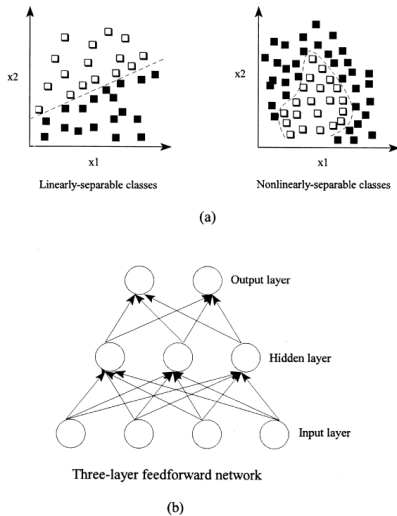 x2
x2
x1
x1
Linearly-separable classes
Nonlinearly-separable classes
(a)
Output layer
Hidden layer
Input layer
Three-layer feedforward network
(b)